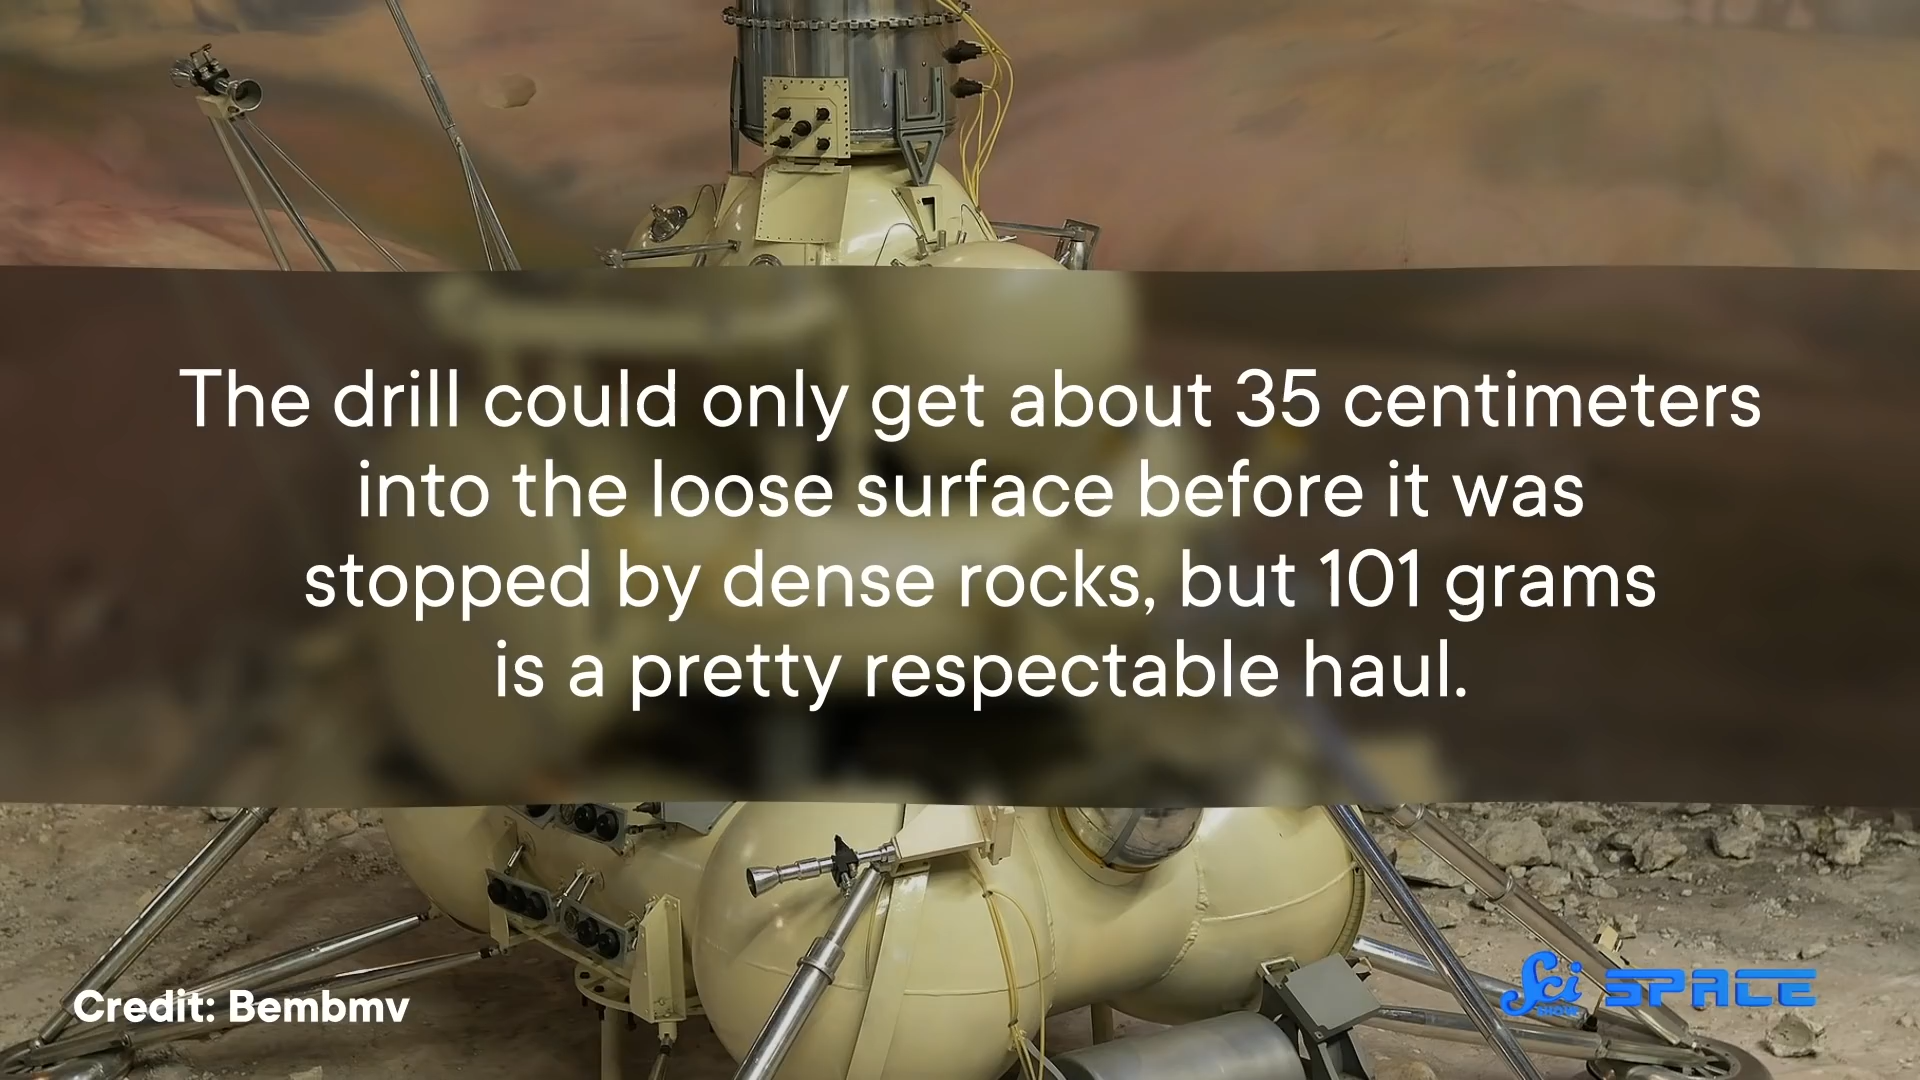 The drill could only get about 35 centimeters
into the loose surface before it was
stopped by dense rocks, but 101 grams
is a pretty respectable haul.
Credit: Bembmv
Sci SPACE
SHOW